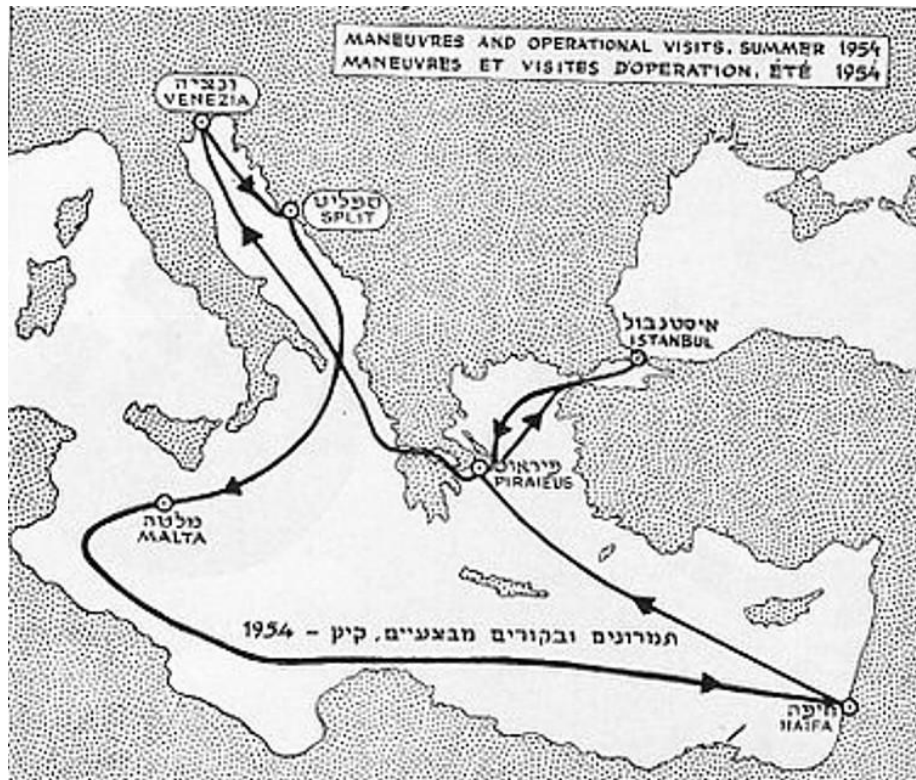 MANEUVRES AND OPERATIONAL VISITS, SUMMER 1954
MANEUVRES ET VISITES D'OPERATION, ÉTÉ 1954
ונציה
VENEZIA
ספליט
SPLIT
איסטנבול
ISTANBUL
פיראוס
PIRAIEUS
מלטה
MALTA
תמרונים ובקורים מבצעיים, קיץ – 1954
חיפה
HAIFA